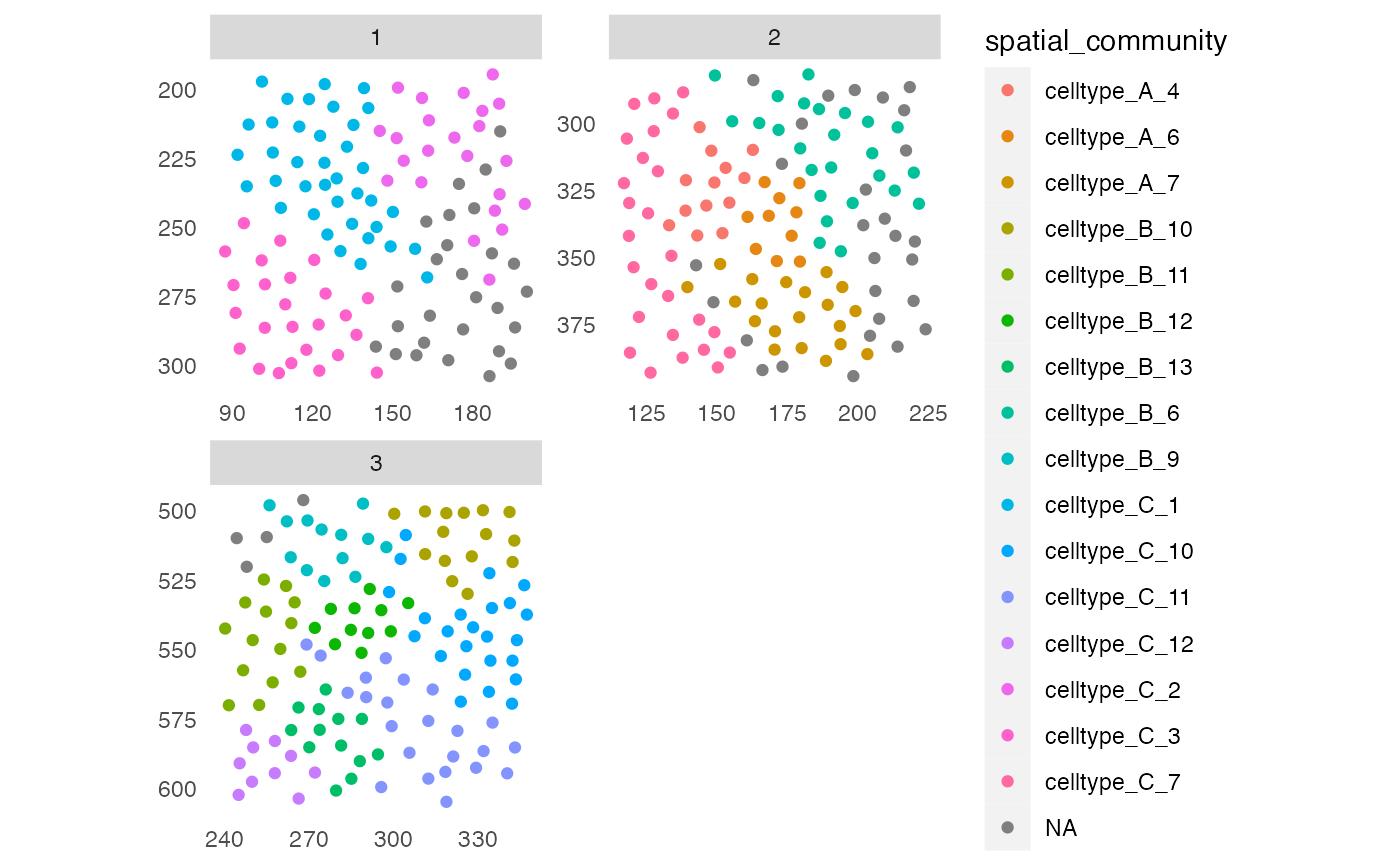 1
200
225
250
275
300
90 120 150 180
2
300
325
350
375
125 150 175 200 225
3
500
525
550
575
600
240 270 300 330
spatial_community
celltype_A_4
celltype_A_6
celltype_A_7
celltype_B_10
celltype_B_11
celltype_B_12
celltype_B_13
celltype_B_6
celltype_B_9
celltype_C_1
celltype_C_10
celltype_C_11
celltype_C_12
celltype_C_2
celltype_C_3
celltype_C_7
NA